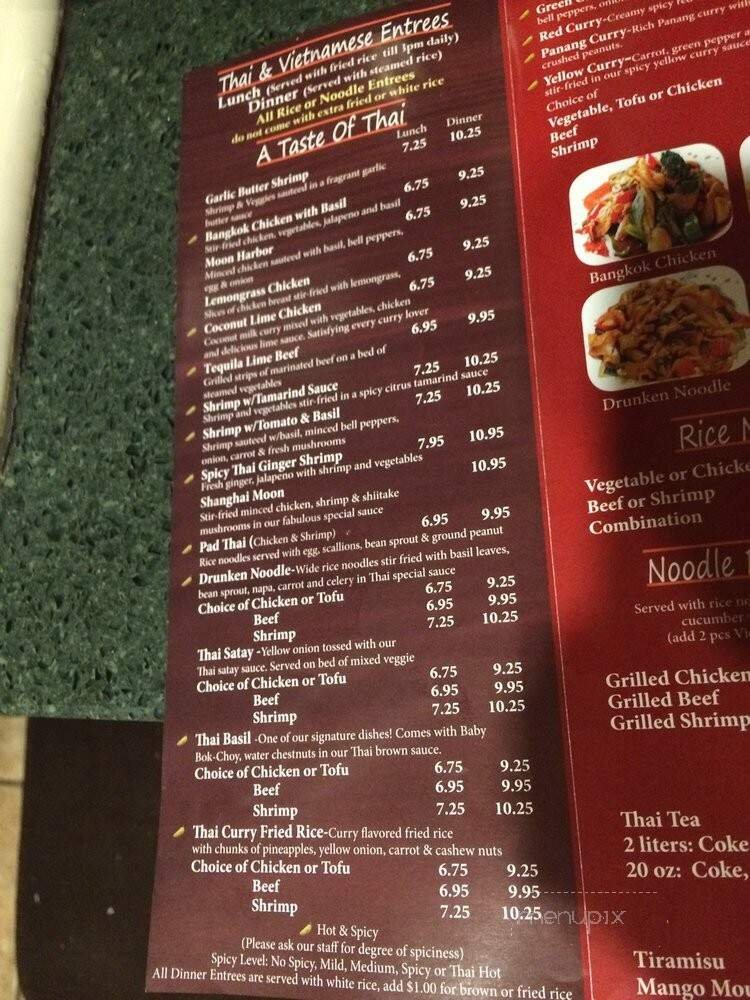 Thai & Vietnamese Entrees
Lunch (Served with fried rice till 3pm daily)
Dinner (Served with steamed rice)
All Rice or Noodle Entrees
do not come with extra fried or white rice
A Taste Of Thai
Lunch Dinner
Garlic Butter Shrimp 7.25 10.25
Shrimp & Veggies sauteed in a fragrant garlic
butter sauce
Bangkok Chicken with Basil 6.75 9.25
Stir-fried chicken, vegetables, jalapeno and basil
Moon Harbor 6.75 9.25
Minced chicken sauteed with basil, bell peppers,
egg & onion
Lemongrass Chicken 6.75 9.25
Slices of chicken breast stir-fried with lemongrass,
Coconut Lime Chicken 6.75 9.25
Coconut milk curry mixed with vegetables, chicken
and delicious lime sauce. Satisfying every curry lover
Tequila Lime Beef 6.95 9.95
Grilled strips of marinated beef on a bed of
steamed vegetables
Shrimp w/Tamarind Sauce 7.25 10.25
Shrimp and vegetables stir-fried in a spicy citrus tamarind sauce
Shrimp w/Tomato & Basil 7.25 10.25
Shrimp sauteed w/basil, minced bell peppers,
onion, carrot & fresh mushrooms
Spicy Thai Ginger Shrimp 7.95 10.95
Fresh ginger, jalapeno with shrimp and vegetables
Shanghai Moon 10.95
Stir-fried minced chicken, shrimp & shiitake
mushrooms in our fabulous special sauce
Pad Thai (Chicken & Shrimp) 6.95 9.95
Rice noodles served with egg, scallions, bean sprout & ground peanut
Drunken Noodle-Wide rice noodles stir fried with basil leaves,
bean sprout, napa, carrot and celery in Thai special sauce
Choice of Chicken or Tofu 6.75 9.25
Beef 6.95 9.95
Shrimp 7.25 10.25
Thai Satay -Yellow onion tossed with our
Thai satay sauce. Served on bed of mixed veggie
Choice of Chicken or Tofu 6.75 9.25
Beef 6.95 9.95
Shrimp 7.25 10.25
Thai Basil -One of our signature dishes! Comes with Baby
Bok-Choy, water chestnuts in our Thai brown sauce.
Choice of Chicken or Tofu 6.75 9.25
Beef 6.95 9.95
Shrimp 7.25 10.25
Thai Curry Fried Rice-Curry flavored fried rice
with chunks of pineapples, yellow onion, carrot & cashew nuts
Choice of Chicken or Tofu 6.75 9.25
Beef 6.95 9.95
Shrimp 7.25 10.25
Hot & Spicy
(Please ask our staff for degree of spiciness)
Spicy Level: No Spicy, Mild, Medium, Spicy or Thai Hot
All Dinner Entrees are served with white rice, add $1.00 for brown or fried rice
Green
bell peppers,
Red Curry-Creamy spicy
Panang Curry-Rich Panang curry with
crushed peanuts.
Yellow Curry-Carrot, green pepper
stir-fried in our spicy yellow curry
Choice of
Vegetable, Tofu or Chicken
Beef
Shrimp
Bangkok Chicken
Drunken Noodle
Rice
Vegetable or
Beef or Shrimp
Combination
Noodle
Served with rice
cucumber
(add 2 pcs
Grilled Chicken
Grilled Beef
Grilled Shrimp
Thai Tea
2 liters: Coke
20 oz: Coke,
Tiramisu
Mango
menupix